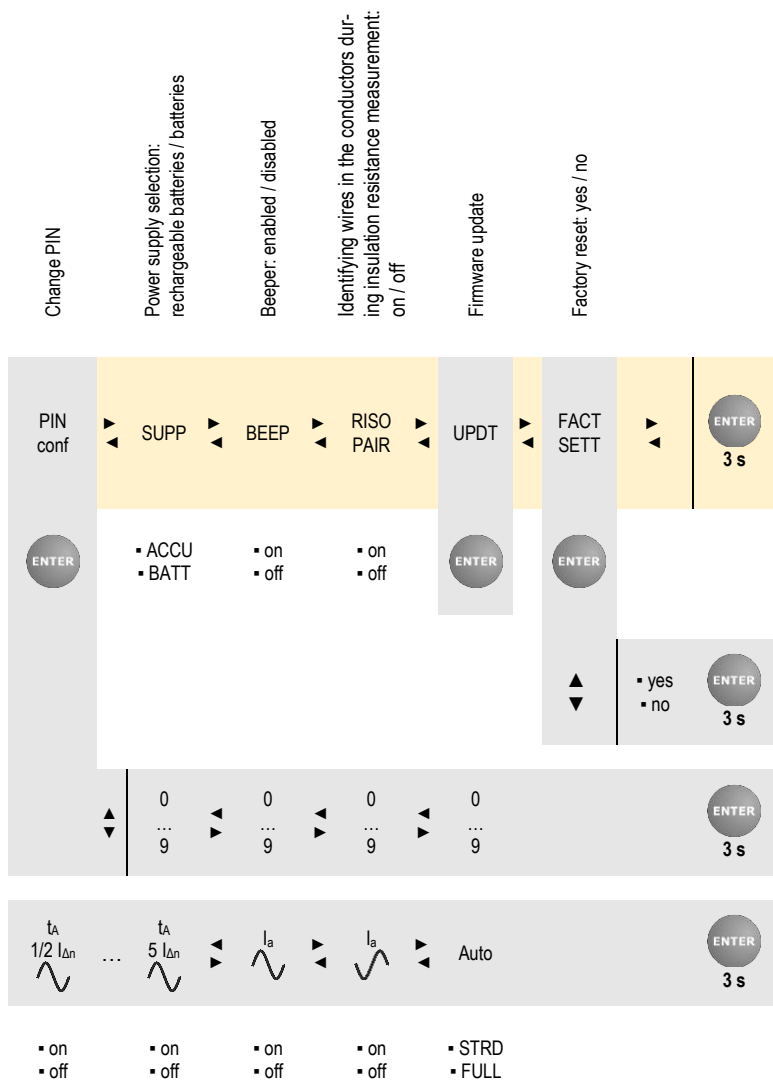 Change PIN
Power supply selection:
rechargeable batteries / batteries
Beeper: enabled / disabled
Identifying wires in the conductors dur-
ing insulation resistance measurement:
on / off
Firmware update
Factory reset: yes / no
PIN
conf
SUPP
BEEP
RISO
PAIR
UPDT
FACT
SETT
ENTER
3 s
ENTER
▪ ACCU
▪ BATT
▪ on
▪ off
▪ on
▪ off
ENTER
ENTER
▪ yes
▪ no
ENTER
3 s
0
...
9
0
...
9
0
...
9
0
...
9
ENTER
3 s
tA
1/2 IΔn
...
tA
5 IΔn
Ia
Ia
Auto
ENTER
3 s
▪ on
▪ off
▪ on
▪ off
▪ on
▪ off
▪ on
▪ off
▪ STRD
▪ FULL